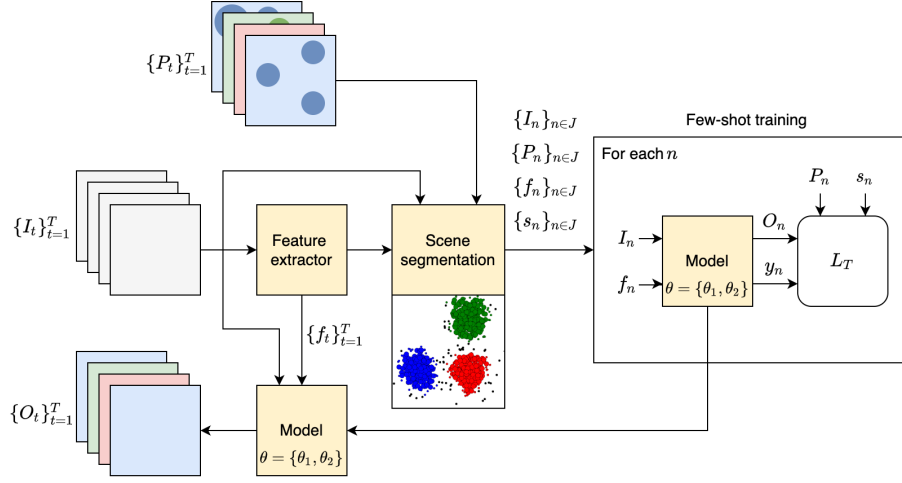 {P_t}_{t=1}^T
{I_n}_{n∈J}
{P_n}_{n∈J}
{f_n}_{n∈J}
{s_n}_{n∈J}
Few-shot training
For each n
P_n
s_n
{I_t}_{t=1}^T
Feature
extractor
Scene
segmentation
I_n
f_n
Model
θ = {θ_1, θ_2}
O_n
y_n
L_T
{f_t}_{t=1}^T
{O_t}_{t=1}^T
Model
θ = {θ_1, θ_2}